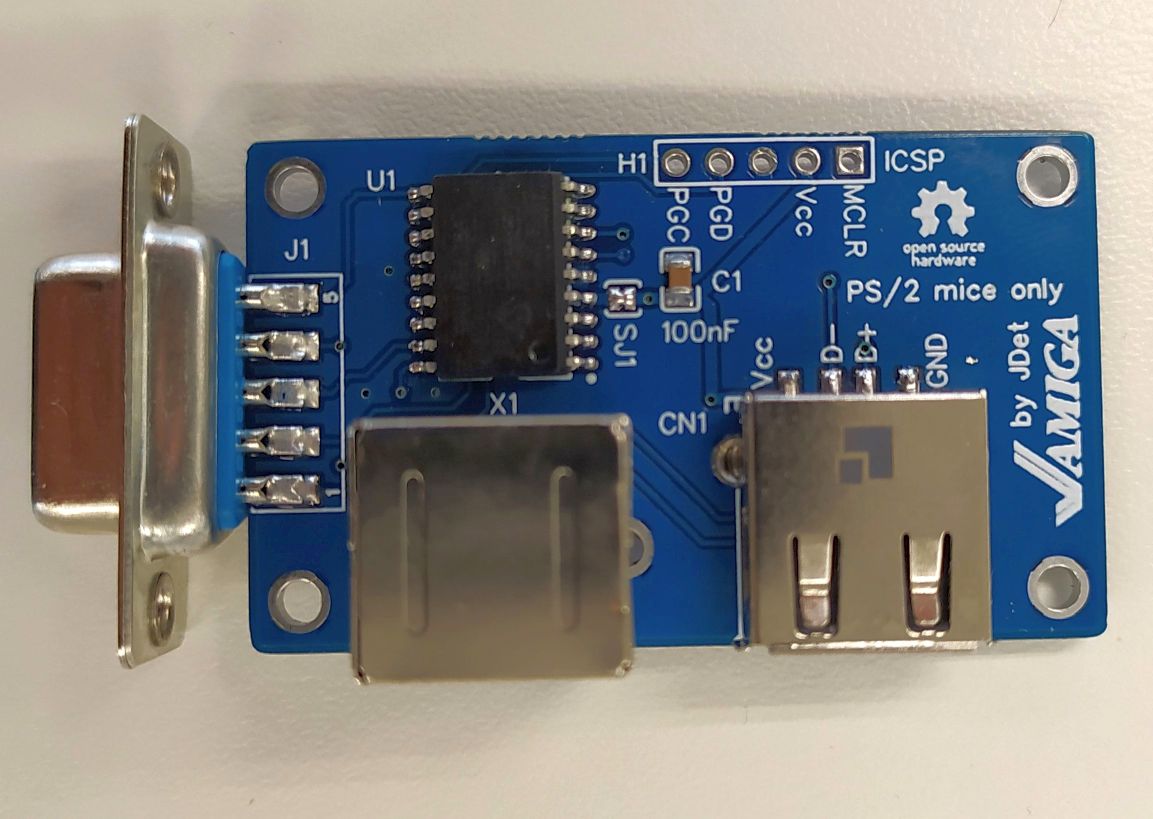 U1
H1
ICSP
PGC
PGD
Vcc
MCLR
open source
hardware
J1
5
1
C1
100nF
SJ1
PS/2 mice only
X1
CN1
Vcc
D-
D+
GND
by JDet
AMIGA